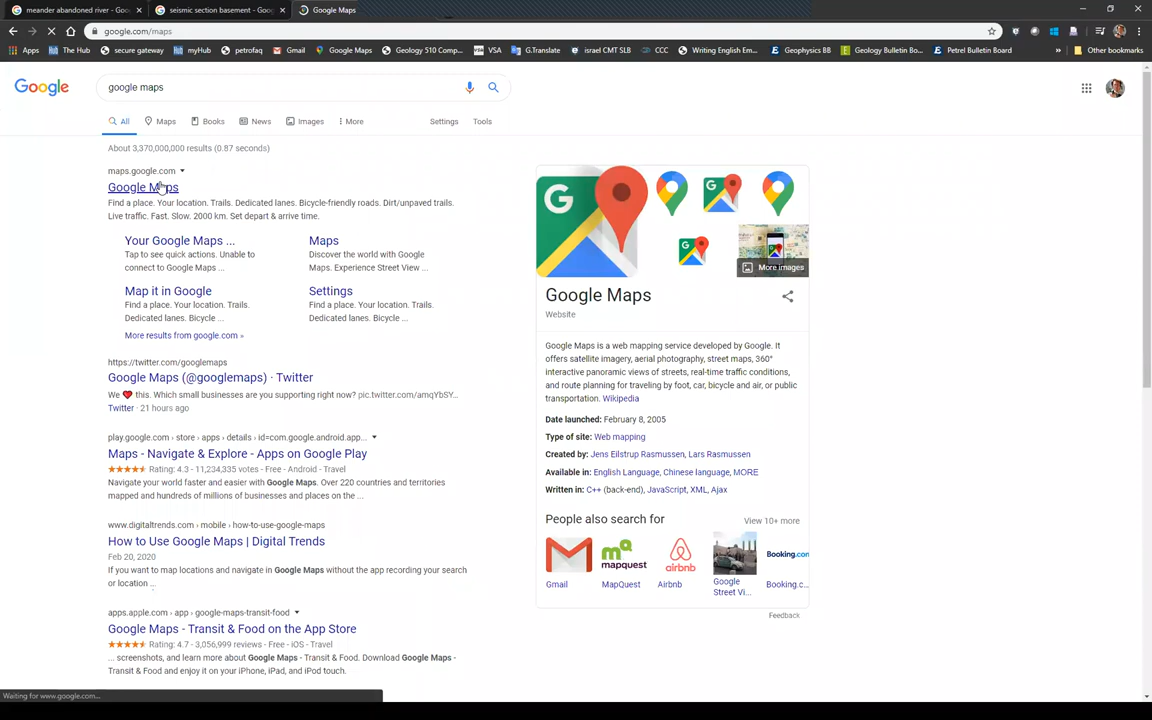 meander abandoned river - Goo
seismic section basement - Goog
Google Maps
google.com/maps
Apps
The Hub
secure gateway
myHub
petrofaq
Gmail
Google Maps
Geology 510 Comp...
VSA
G.Translate
israel CMT SLB
CCC
Writing English Em...
Geophysics BB
Geology Bulletin Bo...
Petrel Bulletin Board
»
Other bookmarks
Google
google maps
All
Maps
Books
News
Images
More
Settings
Tools
About 3,370,000,000 results (0.87 seconds)
maps.google.com
Google Maps
Find a place. Your location. Trails. Dedicated lanes. Bicycle-friendly roads. Dirt/unpaved trails.
Live traffic. Fast. Slow. 2000 km. Set depart & arrive time.
Your Google Maps ...
Tap to see quick actions. Unable to
connect to Google Maps ...
Maps
Discover the world with Google
Maps. Experience Street View ...
Map it in Google
Find a place. Your location. Trails.
Dedicated lanes. Bicycle ...
Settings
Find a place. Your location. Trails.
Dedicated lanes. Bicycle ...
More results from google.com »
https://twitter.com/googlemaps
Google Maps (@googlemaps) · Twitter
We ❤ this. Which small businesses are you supporting right now? pic.twitter.com/amqYbSY...
Twitter · 21 hours ago
play.google.com › store › apps › details › id=com.google.android.app...
Maps - Navigate & Explore - Apps on Google Play
Rating: 4.3 - 11,234,335 votes - Free - Android - Travel
Navigate your world faster and easier with Google Maps. Over 220 countries and territories
mapped and hundreds of millions of businesses and places on the ...
www.digitaltrends.com › mobile › how-to-use-google-maps
How to Use Google Maps | Digital Trends
Feb 20, 2020
If you want to map locations and navigate in Google Maps without the app recording your search
or location ...
apps.apple.com › app › google-maps-transit-food
Google Maps - Transit & Food on the App Store
Rating: 4.7 - 3,056,999 reviews - Free - iOS - Travel
... screenshots, and learn more about Google Maps - Transit & Food. Download Google Maps -
Transit & Food and enjoy it on your iPhone, iPad, and iPod touch.
G
G
More images
Google Maps
Website
Google Maps is a web mapping service developed by Google. It
offers satellite imagery, aerial photography, street maps, 360°
interactive panoramic views of streets, real-time traffic conditions,
and route planning for traveling by foot, car, bicycle and air, or public
transportation. Wikipedia
Date launched: February 8, 2005
Type of site: Web mapping
Created by: Jens Eilstrup Rasmussen, Lars Rasmussen
Available in: English Language, Chinese language, MORE
Written in: C++ (back-end), JavaScript, XML, Ajax
People also search for
View 10+ more
mapquest
airbnb
Booking.com
Gmail
MapQuest
Airbnb
Google
Street Vi...
Booking.c...
Feedback
Waiting for www.google.com...